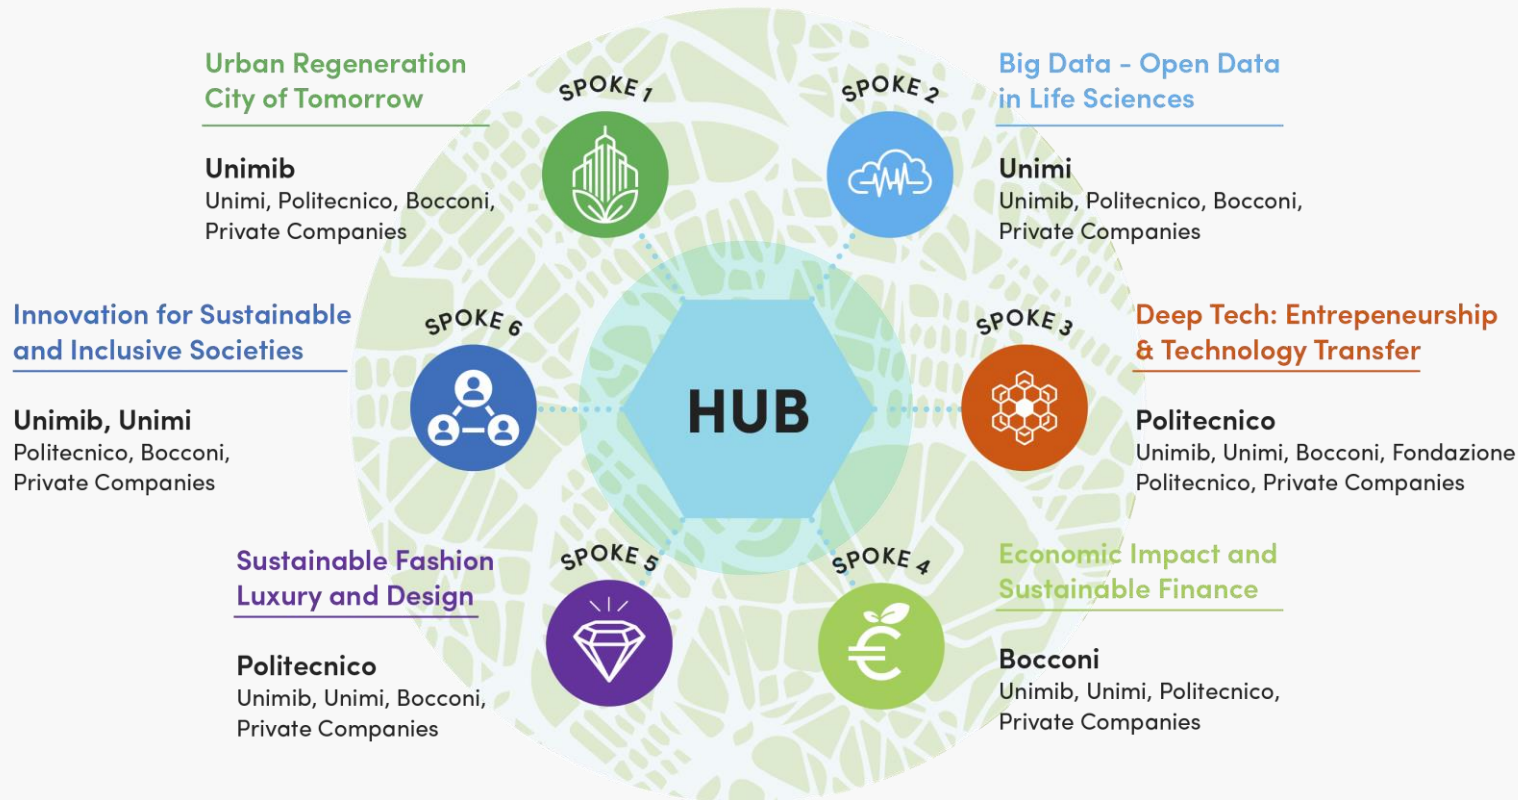 SPOKE 1
Urban Regeneration
City of Tomorrow
Unimib
Unimi, Politecnico, Bocconi,
Private Companies
SPOKE 2
Big Data - Open Data
in Life Sciences
Unimi
Unimib, Politecnico, Bocconi,
Private Companies
SPOKE 3
Deep Tech: Entrepeneurship
& Technology Transfer
Politecnico
Unimib, Unimi, Bocconi, Fondazione
Politecnico, Private Companies
SPOKE 4
Economic Impact and
Sustainable Finance
Bocconi
Unimib, Unimi, Politecnico,
Private Companies
SPOKE 5
Sustainable Fashion
Luxury and Design
Politecnico
Unimib, Unimi, Bocconi,
Private Companies
SPOKE 6
Innovation for Sustainable
and Inclusive Societies
Unimib, Unimi
Politecnico, Bocconi,
Private Companies
HUB